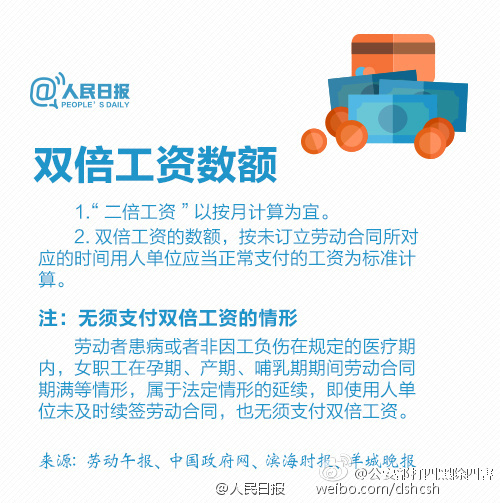 @人民日报
PEOPLE'S DAILY
双倍工资数额
1.“二倍工资”以按月计算为宜。
2. 双倍工资的数额，按未订立劳动合同所对
应的时间用人单位应当正常支付的工资为标准计
算。
注：无须支付双倍工资的情形
劳动者患病或者非因工负伤在规定的医疗期
内，女职工在孕期、产期、哺乳期期间劳动合同
期满等情形，属于法定情形的延续，即使用人单
位未及时续签劳动合同，也无须支付双倍工资。
来源: 劳动午报、中国政府网、滨海时报、羊城晚报
@公安部打四黑除四害
@人民日报
weibo.com/dshcsh